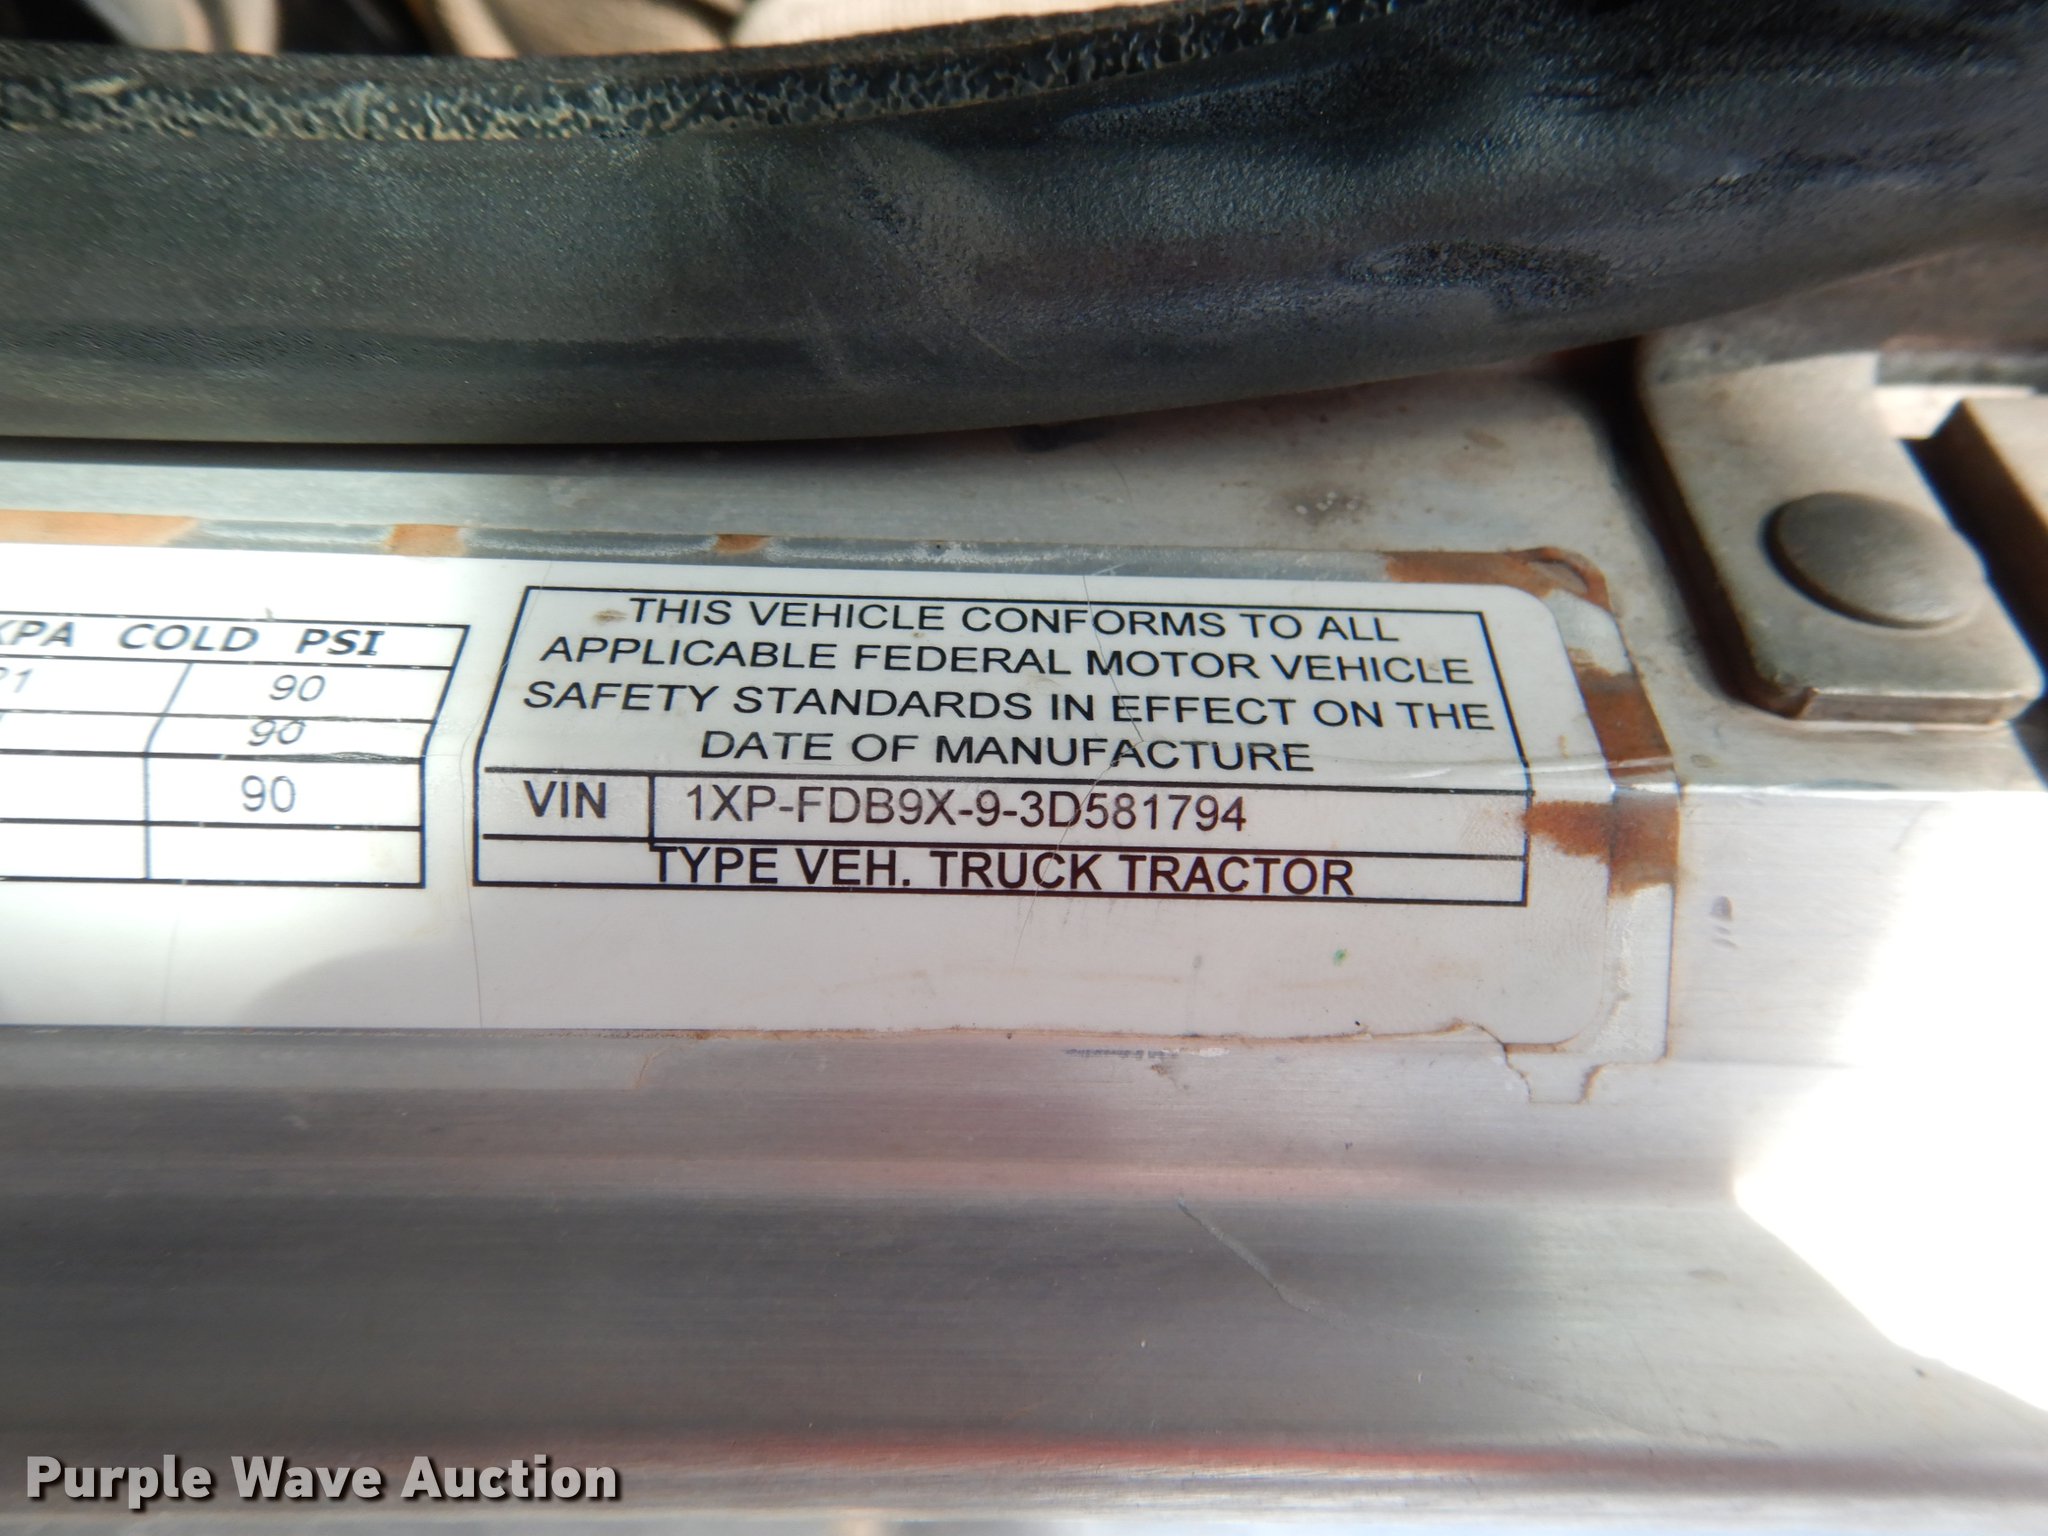 KPA COLD PSI
21 90
90
90
THIS VEHICLE CONFORMS TO ALL
APPLICABLE FEDERAL MOTOR VEHICLE
SAFETY STANDARDS IN EFFECT ON THE
DATE OF MANUFACTURE
VIN 1XP-FDB9X-9-3D581794
TYPE VEH. TRUCK TRACTOR
Purple Wave Auction